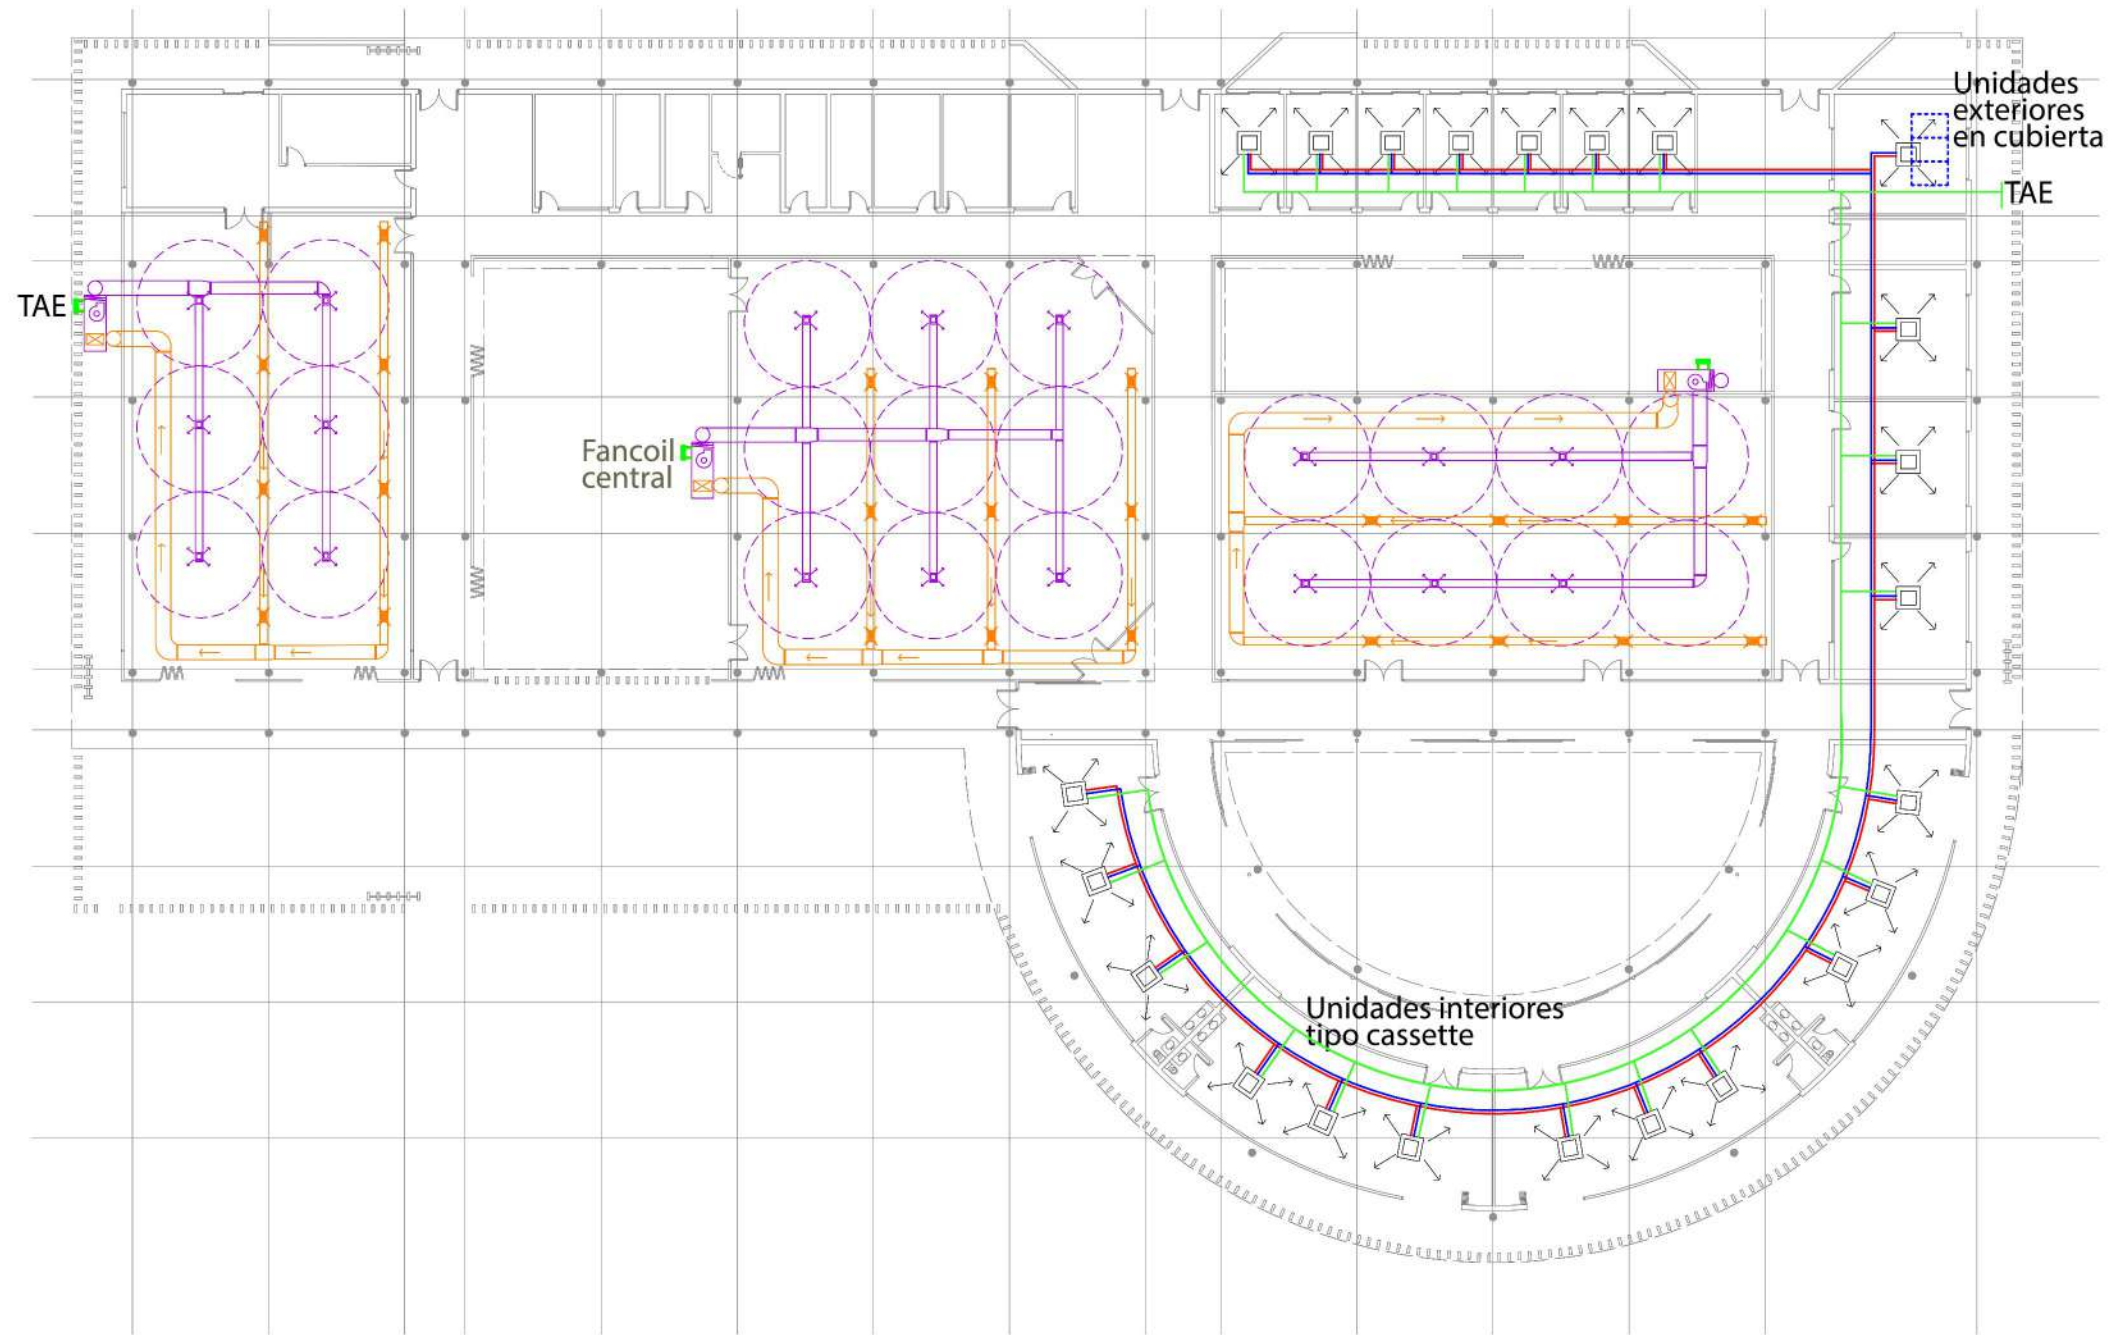 Unidades
exteriores
en cubierta
TAE
TAE
Fancoil
central
Unidades interiores
tipo cassette